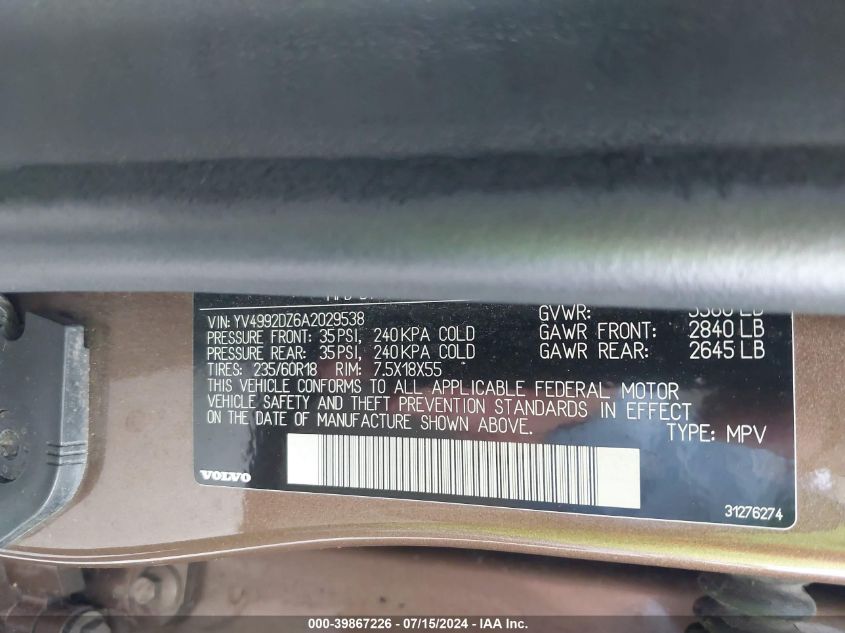 VIN: YV4992DZ6A2029538
PRESSURE FRONT: 35PSI, 240KPA COLD
PRESSURE REAR: 35PSI, 240KPA COLD
TIRES: 235/60R18 RIM: 7.5X18X55
GVWR:
GAWR FRONT: 2840 LB
GAWR REAR: 2645 LB
THIS VEHICLE CONFORMS TO ALL APPLICABLE FEDERAL MOTOR
VEHICLE SAFETY AND THEFT PREVENTION STANDARDS IN EFFECT
ON THE DATE OF MANUFACTURE SHOWN ABOVE.
TYPE: MPV
VOLVO
31276274
000-39867226 - 07/15/2024 - IAA Inc.